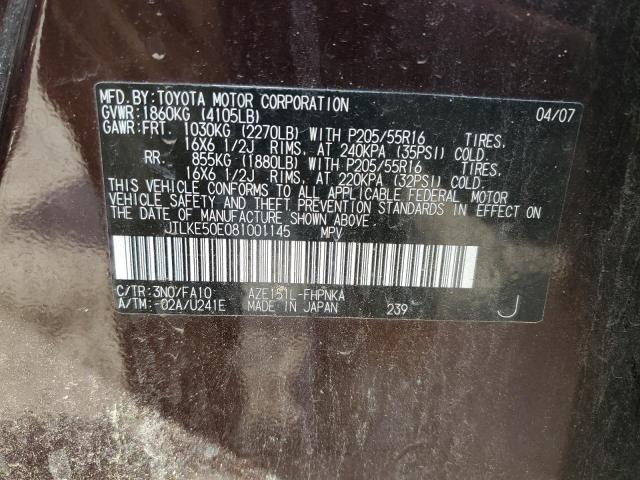 MFD.BY:TOYOTA MOTOR CORPORATION 04/07
GVWR:1860KG (4105LB)
GAWR:FRT. 1030KG (2270LB) WITH P205/55R16 TIRES,
16X6 1/2J RIMS, AT 240KPA (35PSI) COLD.
RR. 855KG (1880LB) WITH P205/55R16 TIRES,
16X6 1/2J RIMS, AT 220KPA (32PSI) COLD.
THIS VEHICLE CONFORMS TO ALL APPLICABLE FEDERAL MOTOR
VEHICLE SAFETY AND THEFT PREVENTION STANDARDS IN EFFECT
ON THE DATE OF MANUFACTURE SHOWN ABOVE.
JTLKE50E081001145 MPV
C/TR:3N0/FA10 AZE151L-FHPNKA
A/TM:-02A/U241E MADE IN JAPAN 239 J